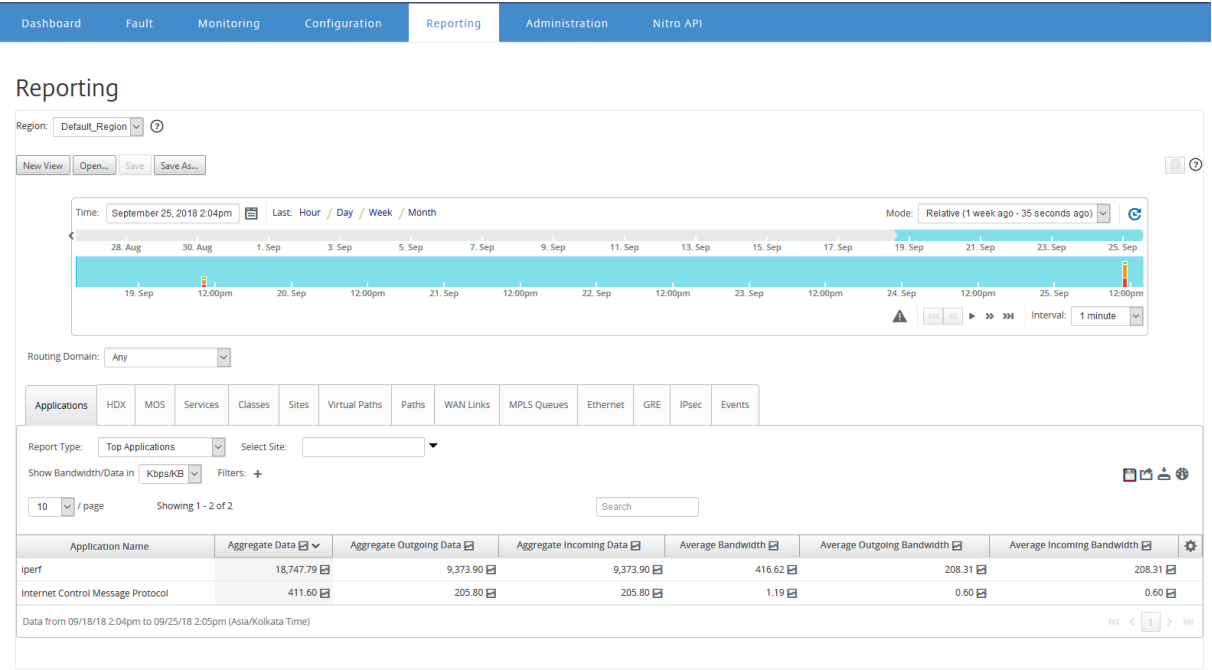 Dashboard Fault Monitoring Configuration Reporting Administration Nitro API
Reporting
Region: Default_Region ?
New View Open... Save Save As... ?
Time: September 25, 2018 2:04pm Last: Hour / Day / Week / Month Mode: Relative (1 week ago - 35 seconds ago)
28. Aug 30. Aug 1. Sep 3. Sep 5. Sep 7. Sep 9. Sep 11. Sep 13. Sep 15. Sep 17. Sep 19. Sep 21. Sep 23. Sep 25. Sep
19. Sep 12:00pm 20. Sep 12:00pm 21. Sep 12:00pm 22. Sep 12:00pm 23. Sep 12:00pm 24. Sep 12:00pm 25. Sep 12:00pm
Interval: 1 minute
Routing Domain: Any
Applications HDX MOS Services Classes Sites Virtual Paths Paths WAN Links MPLS Queues Ethernet GRE IPsec Events
Report Type: Top Applications Select Site:
Show Bandwidth/Data in Kbps/KB Filters: +
10 / page Showing 1 - 2 of 2 Search
Application Name Aggregate Data Aggregate Outgoing Data Aggregate Incoming Data Average Bandwidth Average Outgoing Bandwidth Average Incoming Bandwidth
iperf 18,747.79 9,373.90 9,373.90 416.62 208.31 208.31
Internet Control Message Protocol 411.60 205.80 205.80 1.19 0.60 0.60
Data from 09/18/18 2:04pm to 09/25/18 2:05pm (Asia/Kolkata Time) 1